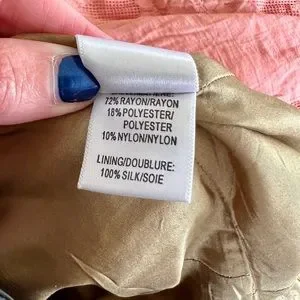 72% RAYON/RAYON
18% POLYESTER/
POLYESTER
10% NYLON/NYLON
LINING/DOUBLURE:
100% SILK/SOIE